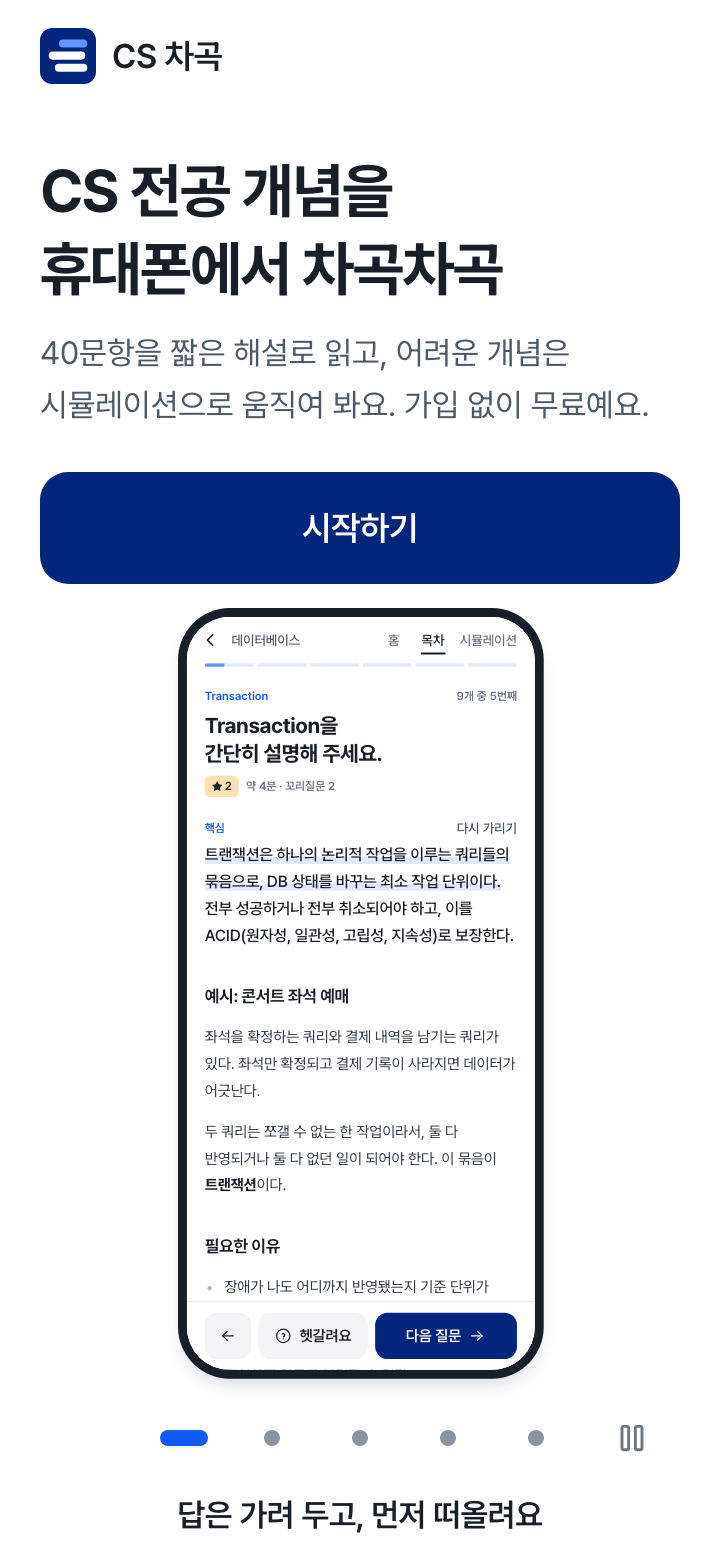 CS 차곡
CS 전공 개념을
휴대폰에서 차곡차곡
40문항을 짧은 해설로 읽고, 어려운 개념은
시뮬레이션으로 움직여 봐요. 가입 없이 무료예요.
시작하기
데이터베이스 홈 목차 시뮬레이션
Transaction 9개 중 5번째
Transaction을
간단히 설명해 주세요.
★ 2 약 4분 · 꼬리질문 2
핵심 다시 가리기
트랜잭션은 하나의 논리적 작업을 이루는 쿼리들의
묶음으로, DB 상태를 바꾸는 최소 작업 단위이다.
전부 성공하거나 전부 취소되어야 하고, 이를
ACID(원자성, 일관성, 고립성, 지속성)로 보장한다.
예시: 콘서트 좌석 예매
좌석을 확정하는 쿼리와 결제 내역을 남기는 쿼리가
있다. 좌석만 확정되고 결제 기록이 사라지면 데이터가
어긋난다.
두 쿼리는 쪼갤 수 없는 한 작업이라서, 둘 다
반영되거나 둘 다 없던 일이 되어야 한다. 이 묶음이
트랜잭션이다.
필요한 이유
• 장애가 나도 어디까지 반영됐는지 기준 단위가
← ? 헷갈려요 다음 질문 →
답은 가려 두고, 먼저 떠올려요